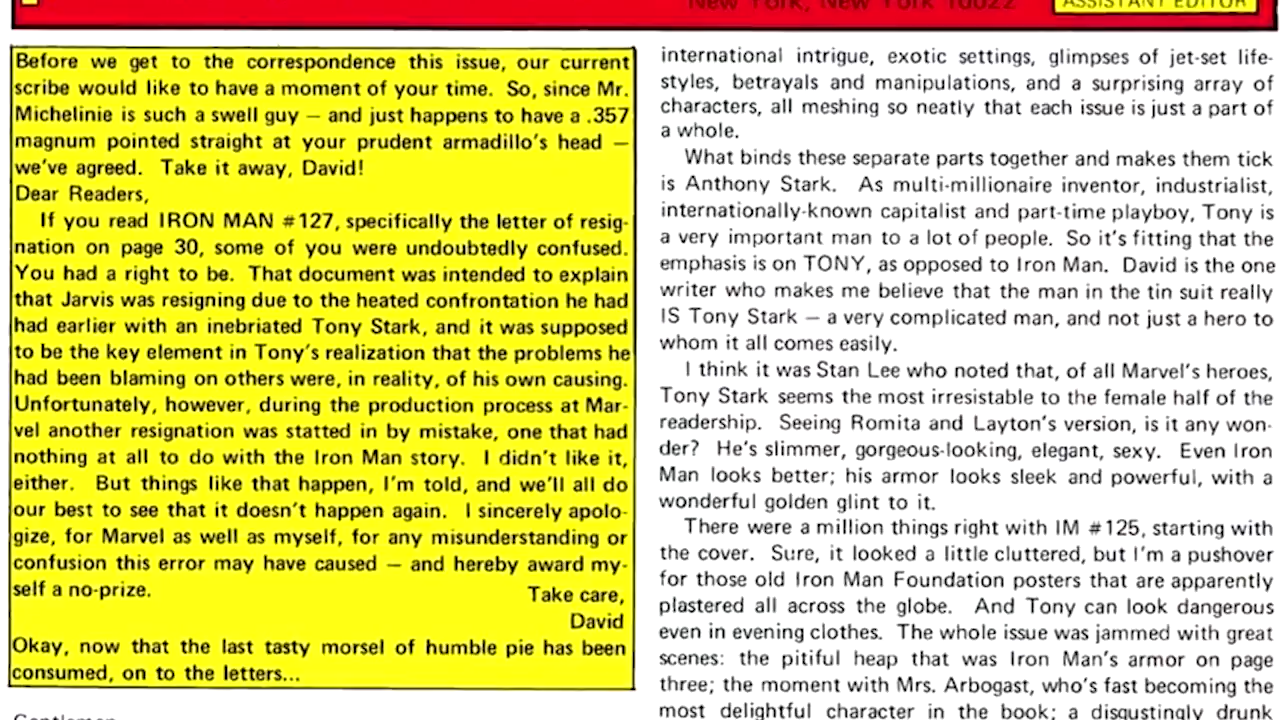 New York, New York 10022
ASSISTANT EDITOR
Before we get to the correspondence this issue, our current
scribe would like to have a moment of your time. So, since Mr.
Michelinie is such a swell guy — and just happens to have a .357
magnum pointed straight at your prudent armadillo's head —
we've agreed. Take it away, David!
Dear Readers,
If you read IRON MAN #127, specifically the letter of resig-
nation on page 30, some of you were undoubtedly confused.
You had a right to be. That document was intended to explain
that Jarvis was resigning due to the heated confrontation he had
had earlier with an inebriated Tony Stark, and it was supposed
to be the key element in Tony's realization that the problems he
had been blaming on others were, in reality, of his own causing.
Unfortunately, however, during the production process at Mar-
vel another resignation was statted in by mistake, one that had
nothing at all to do with the Iron Man story. I didn't like it,
either. But things like that happen, I'm told, and we'll all do
our best to see that it doesn't happen again. I sincerely apolo-
gize, for Marvel as well as myself, for any misunderstanding or
confusion this error may have caused — and hereby award my-
self a no-prize.
Take care,
David
Okay, now that the last tasty morsel of humble pie has been
consumed, on to the letters...
Gentlemen
international intrigue, exotic settings, glimpses of jet-set life-
styles, betrayals and manipulations, and a surprising array of
characters, all meshing so neatly that each issue is just a part of
a whole.
What binds these separate parts together and makes them tick
is Anthony Stark. As multi-millionaire inventor, industrialist,
internationally-known capitalist and part-time playboy, Tony is
a very important man to a lot of people. So it's fitting that the
emphasis is on TONY, as opposed to Iron Man. David is the one
writer who makes me believe that the man in the tin suit really
IS Tony Stark — a very complicated man, and not just a hero to
whom it all comes easily.
I think it was Stan Lee who noted that, of all Marvel's heroes,
Tony Stark seems the most irresistable to the female half of the
readership. Seeing Romita and Layton's version, is it any won-
der? He's slimmer, gorgeous-looking, elegant, sexy. Even Iron
Man looks better; his armor looks sleek and powerful, with a
wonderful golden glint to it.
There were a million things right with IM #125, starting with
the cover. Sure, it looked a little cluttered, but I'm a pushover
for those old Iron Man Foundation posters that are apparently
plastered all across the globe. And Tony can look dangerous
even in evening clothes. The whole issue was jammed with great
scenes: the pitiful heap that was Iron Man's armor on page
three; the moment with Mrs. Arbogast, who's fast becoming the
most delightful character in the book; a disgustingly drunk